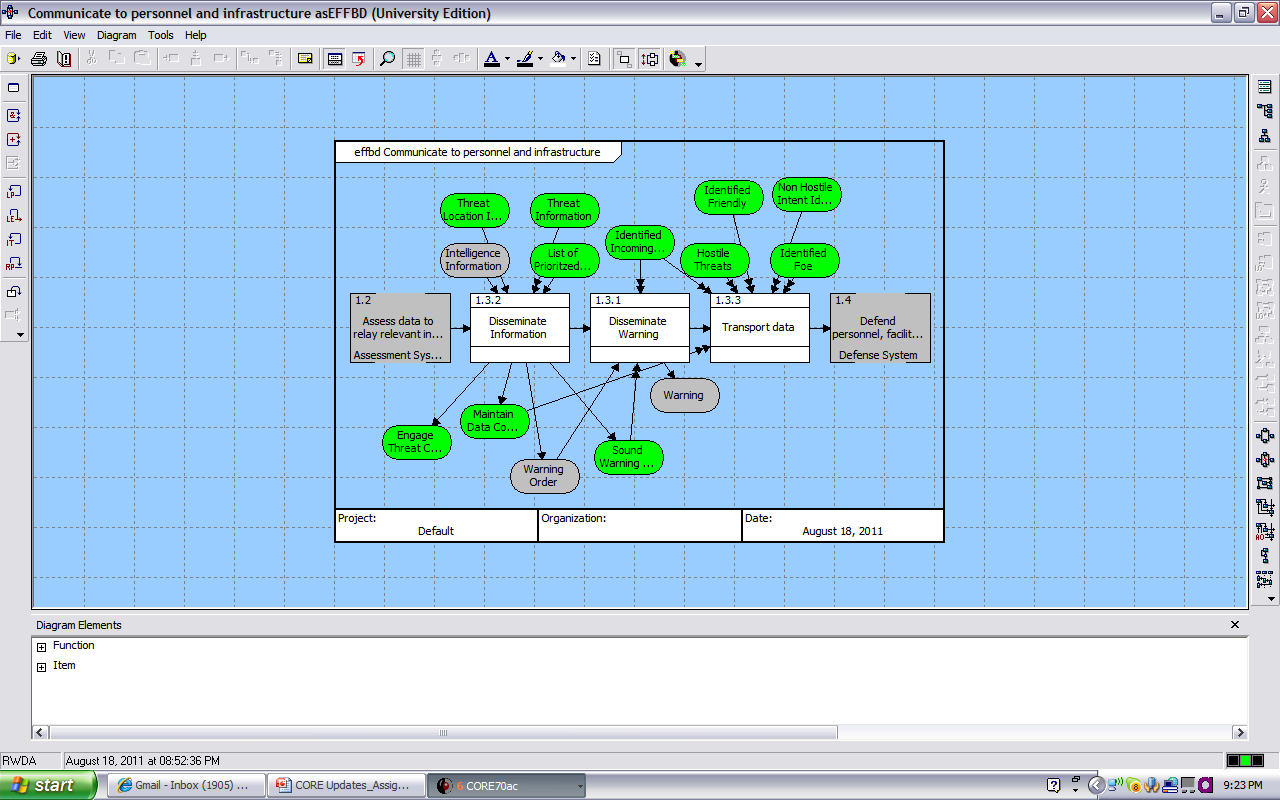 Communicate to personnel and infrastructure asEFFBD (University Edition)
File Edit View Diagram Tools Help
effbd Communicate to personnel and infrastructure
Threat
Location I...
Threat
Information
Identified
Friendly
Non Hostile
Intent Id...
Identified
Incoming...
Intelligence
Information
List of
Prioritzed...
Hostile
Threats
Identified
Foe
1.2
Assess data to
relay relevant in...
Assessment Sys...
1.3.2
Disseminate
Information
1.3.1
Disseminate
Warning
1.3.3
Transport data
1.4
Defend
personnel, facilit...
Defense System
Warning
Maintain
Data Co...
Engage
Threat C...
Sound
Warning ...
Warning
Order
Project:
Default
Organization:
Date:
August 18, 2011
Diagram Elements
Function
Item
RWDA August 18, 2011 at 08:52:36 PM
start Gmail - Inbox (1905) ... CORE Updates_Assig... 6 CORE70ac 9:23 PM